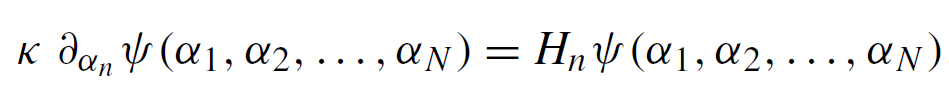 κ ∂_{α_n} ψ(α_1, α_2, . . . , α_N) = H_n ψ(α_1, α_2, . . . , α_N)